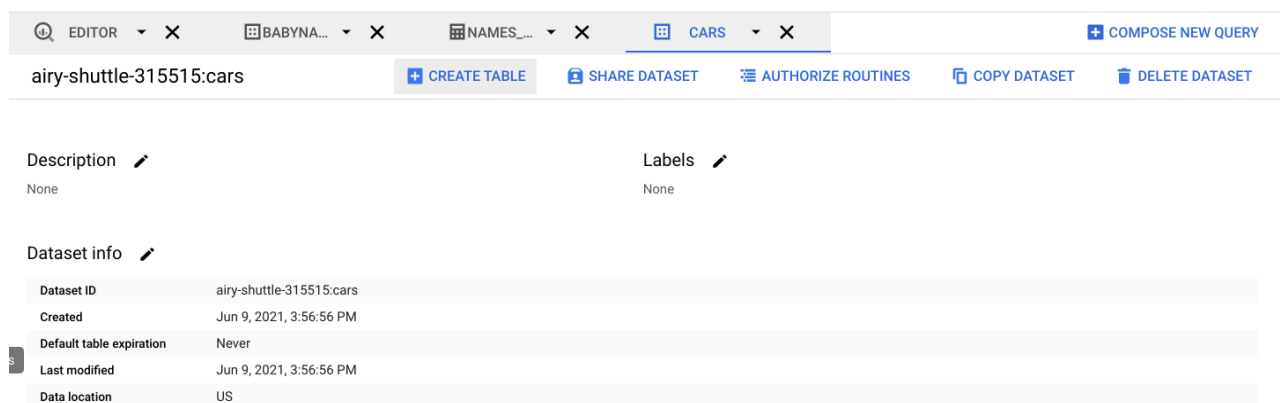 EDITOR BABYNA... NAMES_... CARS COMPOSE NEW QUERY
airy-shuttle-315515:cars CREATE TABLE SHARE DATASET AUTHORIZE ROUTINES COPY DATASET DELETE DATASET
Description Labels
None None
Dataset info
Dataset ID airy-shuttle-315515:cars
Created Jun 9, 2021, 3:56:56 PM
Default table expiration Never
s
Last modified Jun 9, 2021, 3:56:56 PM
Data location US